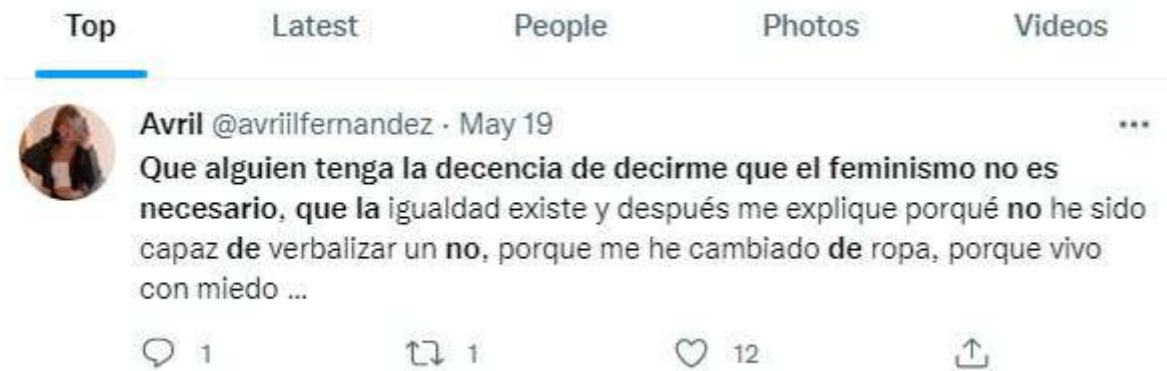 Top Latest People Photos Videos
Avril @avriilfernandez · May 19
Que alguien tenga la decencia de decirme que el feminismo no es
necesario, que la igualdad existe y después me explique porqué no he sido
capaz de verbalizar un no, porque me he cambiado de ropa, porque vivo
con miedo ...
1 1 12